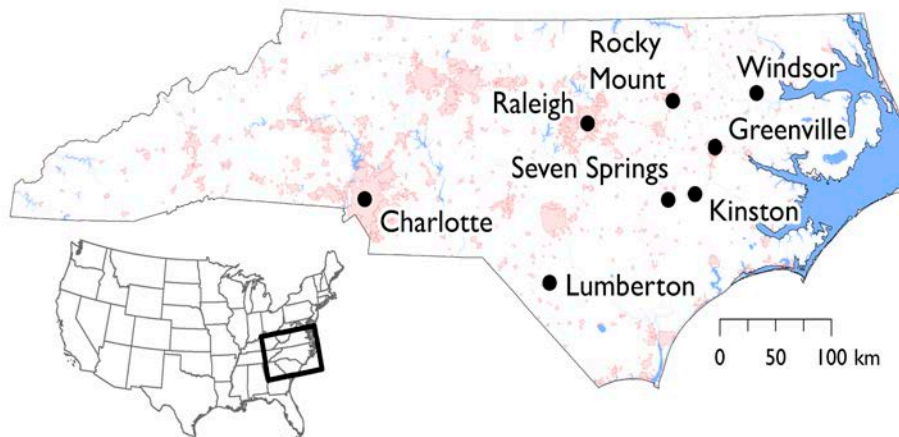 Rocky
Mount
Windsor
Raleigh
Greenville
Seven Springs
Kinston
Charlotte
Lumberton
0 50 100 km